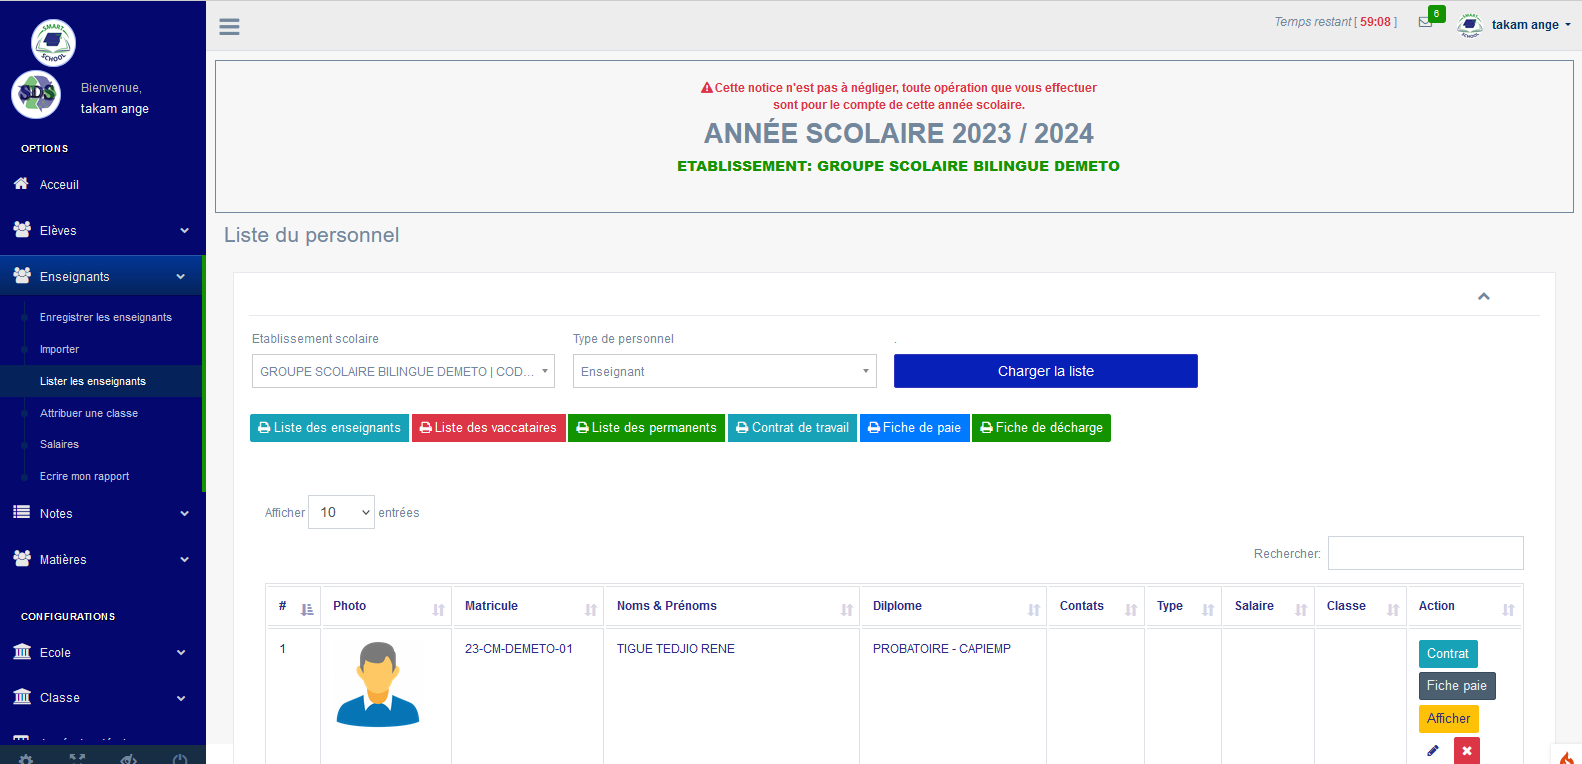 SMART
SCHOOL
SDS
Bienvenue,
takam ange
OPTIONS
Acceuil
Elèves
Enseignants
Enregistrer les enseignants
Importer
Lister les enseignants
Attribuer une classe
Salaires
Ecrire mon rapport
Notes
Matières
CONFIGURATIONS
Ecole
Classe
Temps restant [ 59:08 ]
6
takam ange
Cette notice n'est pas à négliger, toute opération que vous effectuer
sont pour le compte de cette année scolaire.
ANNÉE SCOLAIRE 2023 / 2024
ETABLISSEMENT: GROUPE SCOLAIRE BILINGUE DEMETO
Liste du personnel
Etablissement scolaire
Type de personnel
.
GROUPE SCOLAIRE BILINGUE DEMETO | COD...
Enseignant
Charger la liste
Liste des enseignants
Liste des vaccataires
Liste des permanents
Contrat de travail
Fiche de paie
Fiche de décharge
Afficher 10 entrées
Rechercher:
# Photo Matricule Noms & Prénoms Dilplome Contats Type Salaire Classe Action
1 23-CM-DEMETO-01 TIGUE TEDJIO RENE PROBATOIRE - CAPIEMP
Contrat
Fiche paie
Afficher